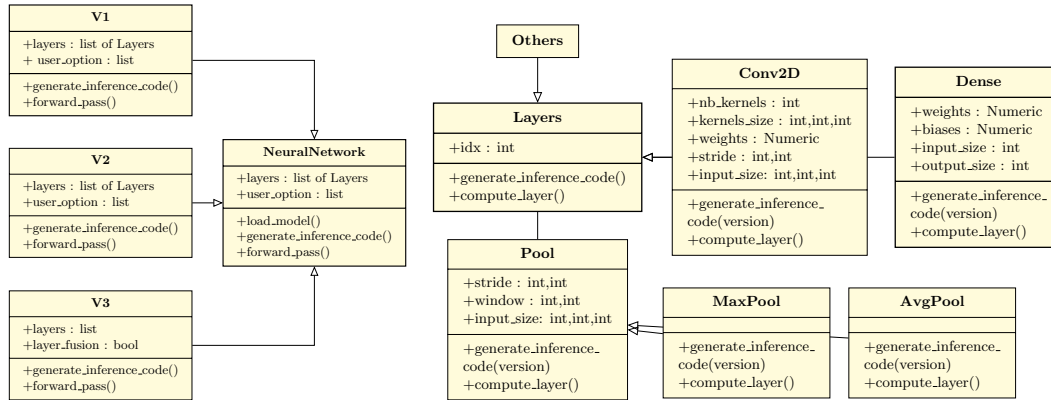 V1
+layers : list of Layers
+ user_option : list
+generate_inference_code()
+forward_pass()
V2
+layers : list of Layers
+user_option : list
+generate_inference_code()
+forward_pass()
V3
+layers : list
+layer_fusion : bool
+generate_inference_code()
+forward_pass()
NeuralNetwork
+layers : list of Layers
+user_option : list
+load_model()
+generate_inference_code()
+forward_pass()
Others
Layers
+idx : int
+generate_inference_code()
+compute_layer()
Conv2D
+nb_kernels : int
+kernels_size : int,int,int
+weights : Numeric
+stride : int,int
+input_size: int,int,int
+generate_inference_
code(version)
+compute_layer()
Dense
+weights : Numeric
+biases : Numeric
+input_size : int
+output_size : int
+generate_inference_
code(version)
+compute_layer()
Pool
+stride : int,int
+window : int,int
+input_size: int,int,int
+generate_inference_
code(version)
+compute_layer()
MaxPool
+generate_inference_
code(version)
+compute_layer()
AvgPool
+generate_inference_
code(version)
+compute_layer()